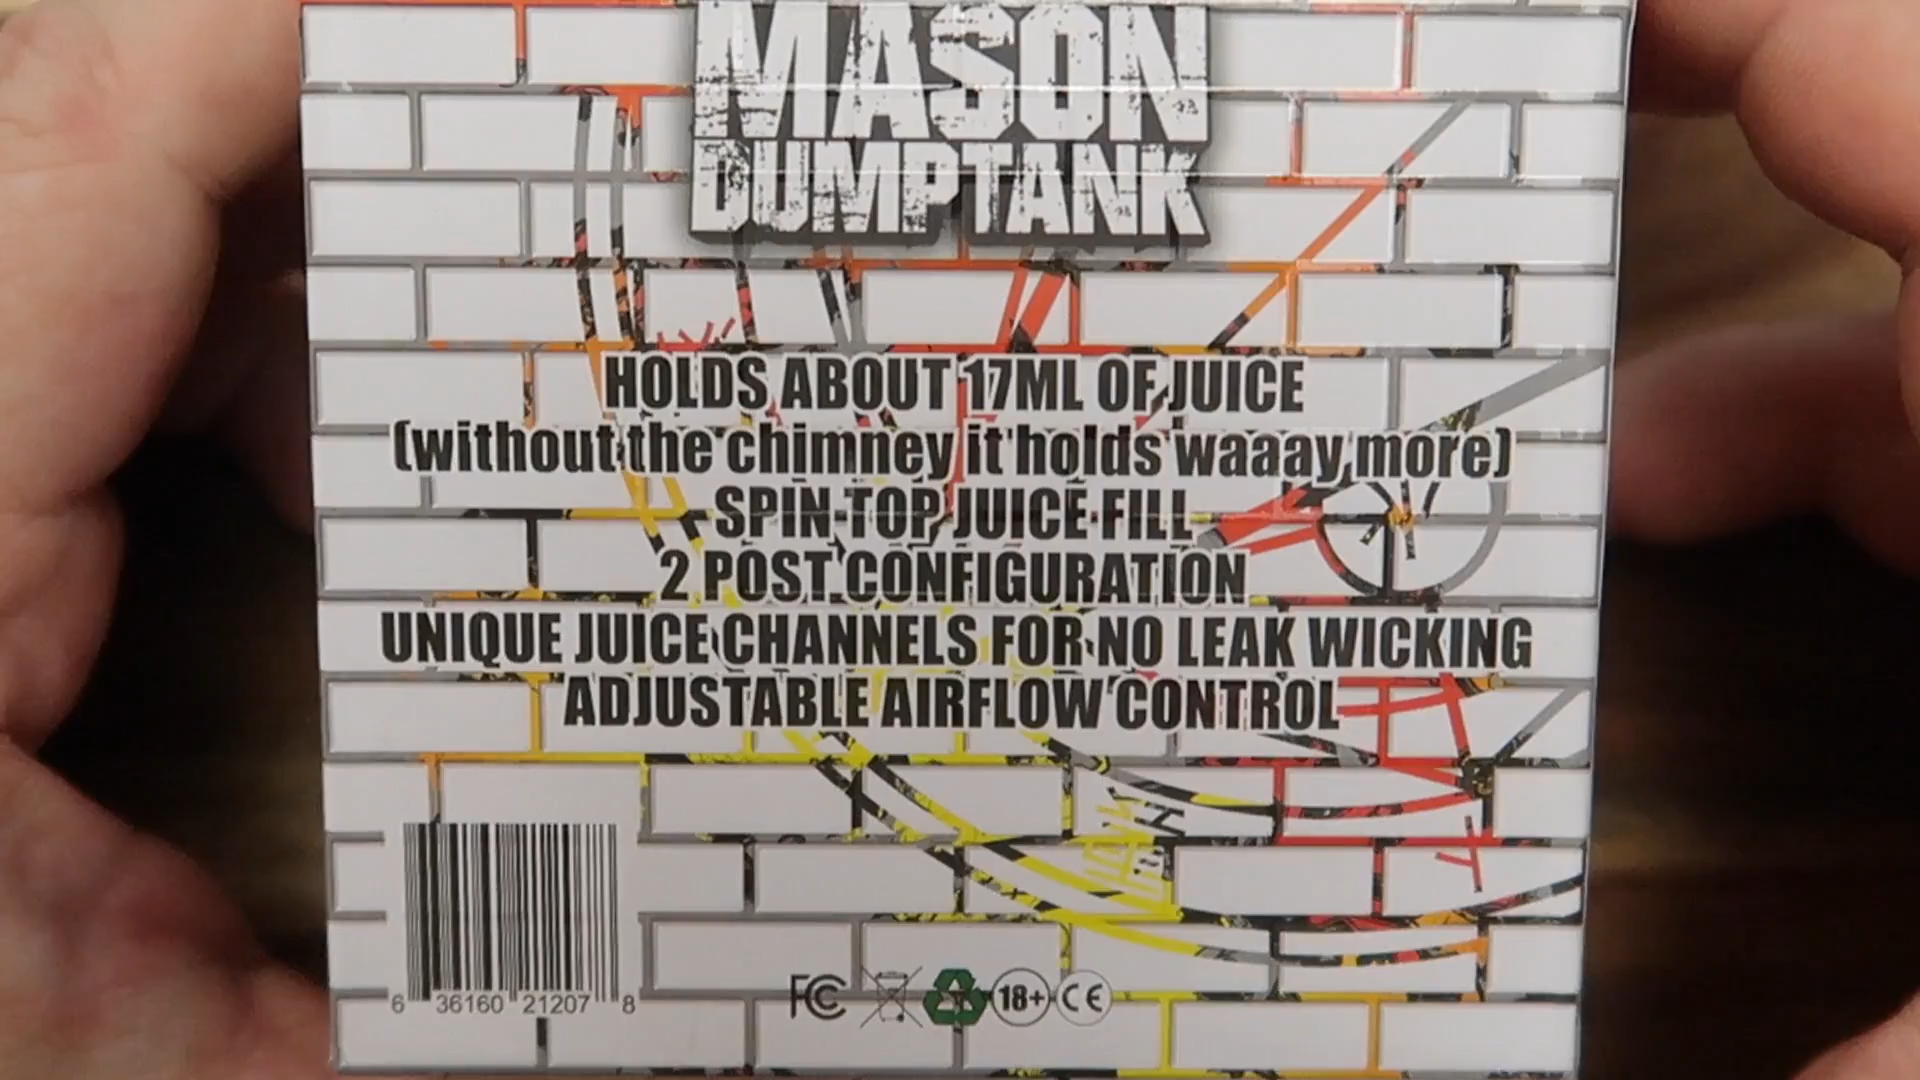 MASON
DUMPTANK
HOLDS ABOUT 17ML OF JUICE
(without the chimney it holds waaay more)
SPIN TOP JUICE FILL
2 POST CONFIGURATION
UNIQUE JUICE CHANNELS FOR NO LEAK WICKING
ADJUSTABLE AIRFLOW CONTROL
6 36160 21207 8
FC 18+ CE